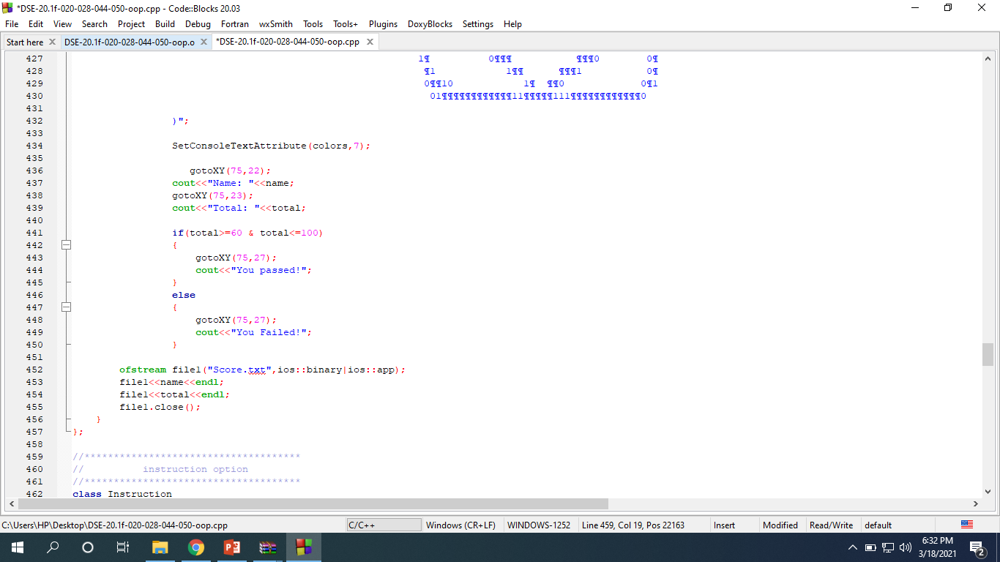 *DSE-20.1f-020-028-044-050-oop.cpp - Code::Blocks 20.03
File Edit View Search Project Build Debug Fortran wxSmith Tools Tools+ Plugins DoxyBlocks Settings Help
Start here DSE-20.1f-020-028-044-050-oop.o *DSE-20.1f-020-028-044-050-oop.cpp
427 1¶ 0¶¶¶ ¶¶¶0 0¶
428 ¶1 1¶¶ ¶¶¶1 0¶
429 0¶¶10 1¶ ¶¶0 0¶1
430 01¶¶¶¶¶¶¶¶¶¶¶¶11¶¶¶¶¶111¶¶¶¶¶¶¶¶¶¶¶¶0
431
432 )";
433
434 SetConsoleTextAttribute(colors,7);
435
436 gotoXY(75,22);
437 cout<<"Name: "<<name;
438 gotoXY(75,23);
439 cout<<"Total: "<<total;
440
441 if(total>=60 & total<=100)
442 {
443 gotoXY(75,27);
444 cout<<"You passed!";
445 }
446 else
447 {
448 gotoXY(75,27);
449 cout<<"You Failed!";
450 }
451
452 ofstream file1("Score.txt",ios::binary|ios::app);
453 file1<<name<<endl;
454 file1<<total<<endl;
455 file1.close();
456 }
457 };
458
459 //*************************************
460 // instruction option
461 //*************************************
462 class Instruction
C:\Users\HP\Desktop\DSE-20.1f-020-028-044-050-oop.cpp C/C++ Windows (CR+LF) WINDOWS-1252 Line 459, Col 19, Pos 22163 Insert Modified Read/Write default
6:32 PM
3/18/2021
2